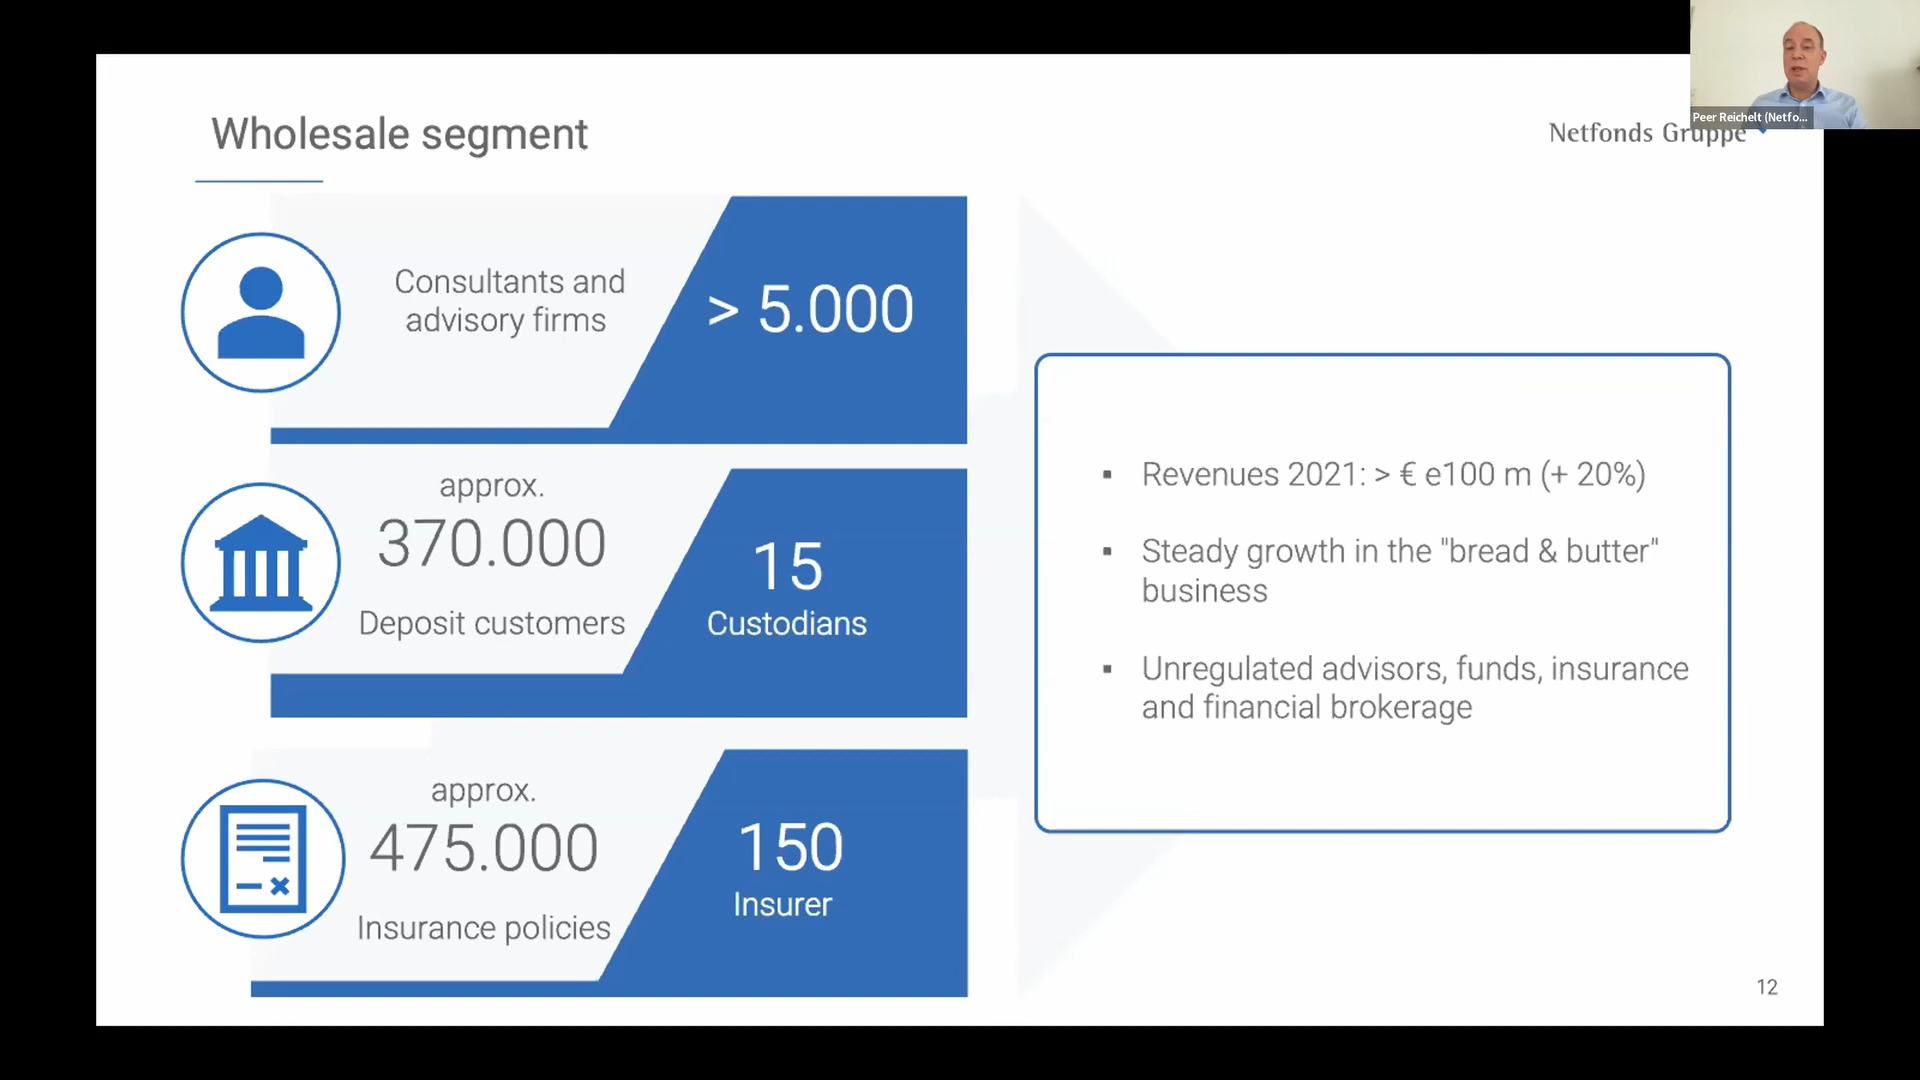 Peer Reichelt (Netfo...
Wholesale segment
Netfonds Gruppe
Consultants and
advisory firms
> 5.000
approx.
370.000
Deposit customers
15
Custodians
approx.
475.000
Insurance policies
150
Insurer
▪ Revenues 2021: > € e100 m (+ 20%)
▪ Steady growth in the "bread & butter"
business
▪ Unregulated advisors, funds, insurance
and financial brokerage
12